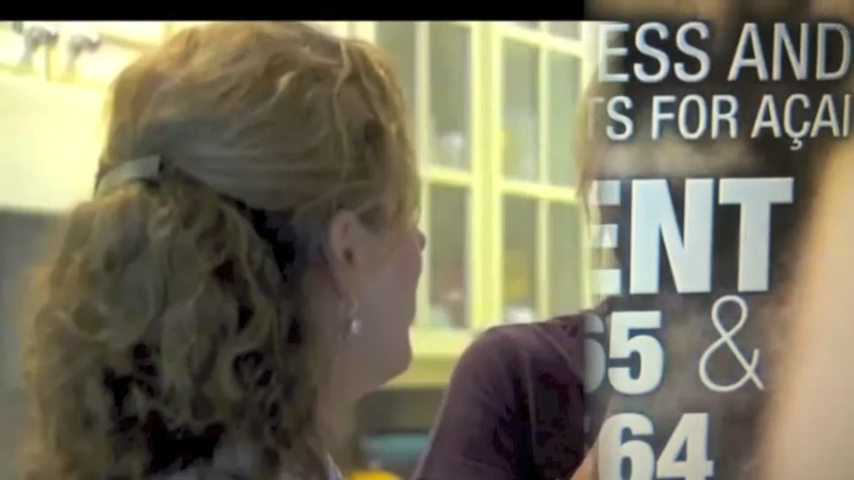 ESS AND
TS FOR AÇAI
ENT
65 &
64